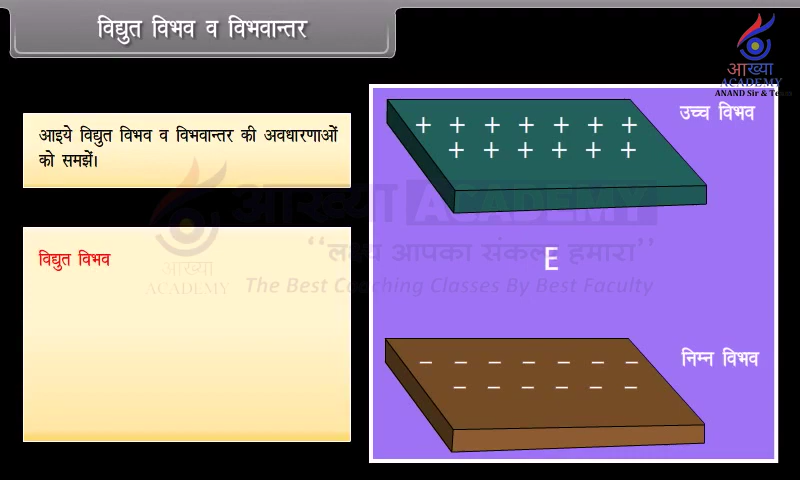 विद्युत विभव व विभवान्तर
आख्या
ACADEMY
ANAND Sir & Team
आइये विद्युत विभव व विभवान्तर की अवधारणाओं
को समझें।
उच्च विभव
+ + + + + + +
+ + + + + +
आख्या ACADEMY
‘‘लक्ष्य आपका संकल्प हमारा’’
The Best Coaching Classes By Best Faculty
आख्या
ACADEMY
विद्युत विभव
E
निम्न विभव
− − − − − − −
− − − − − −